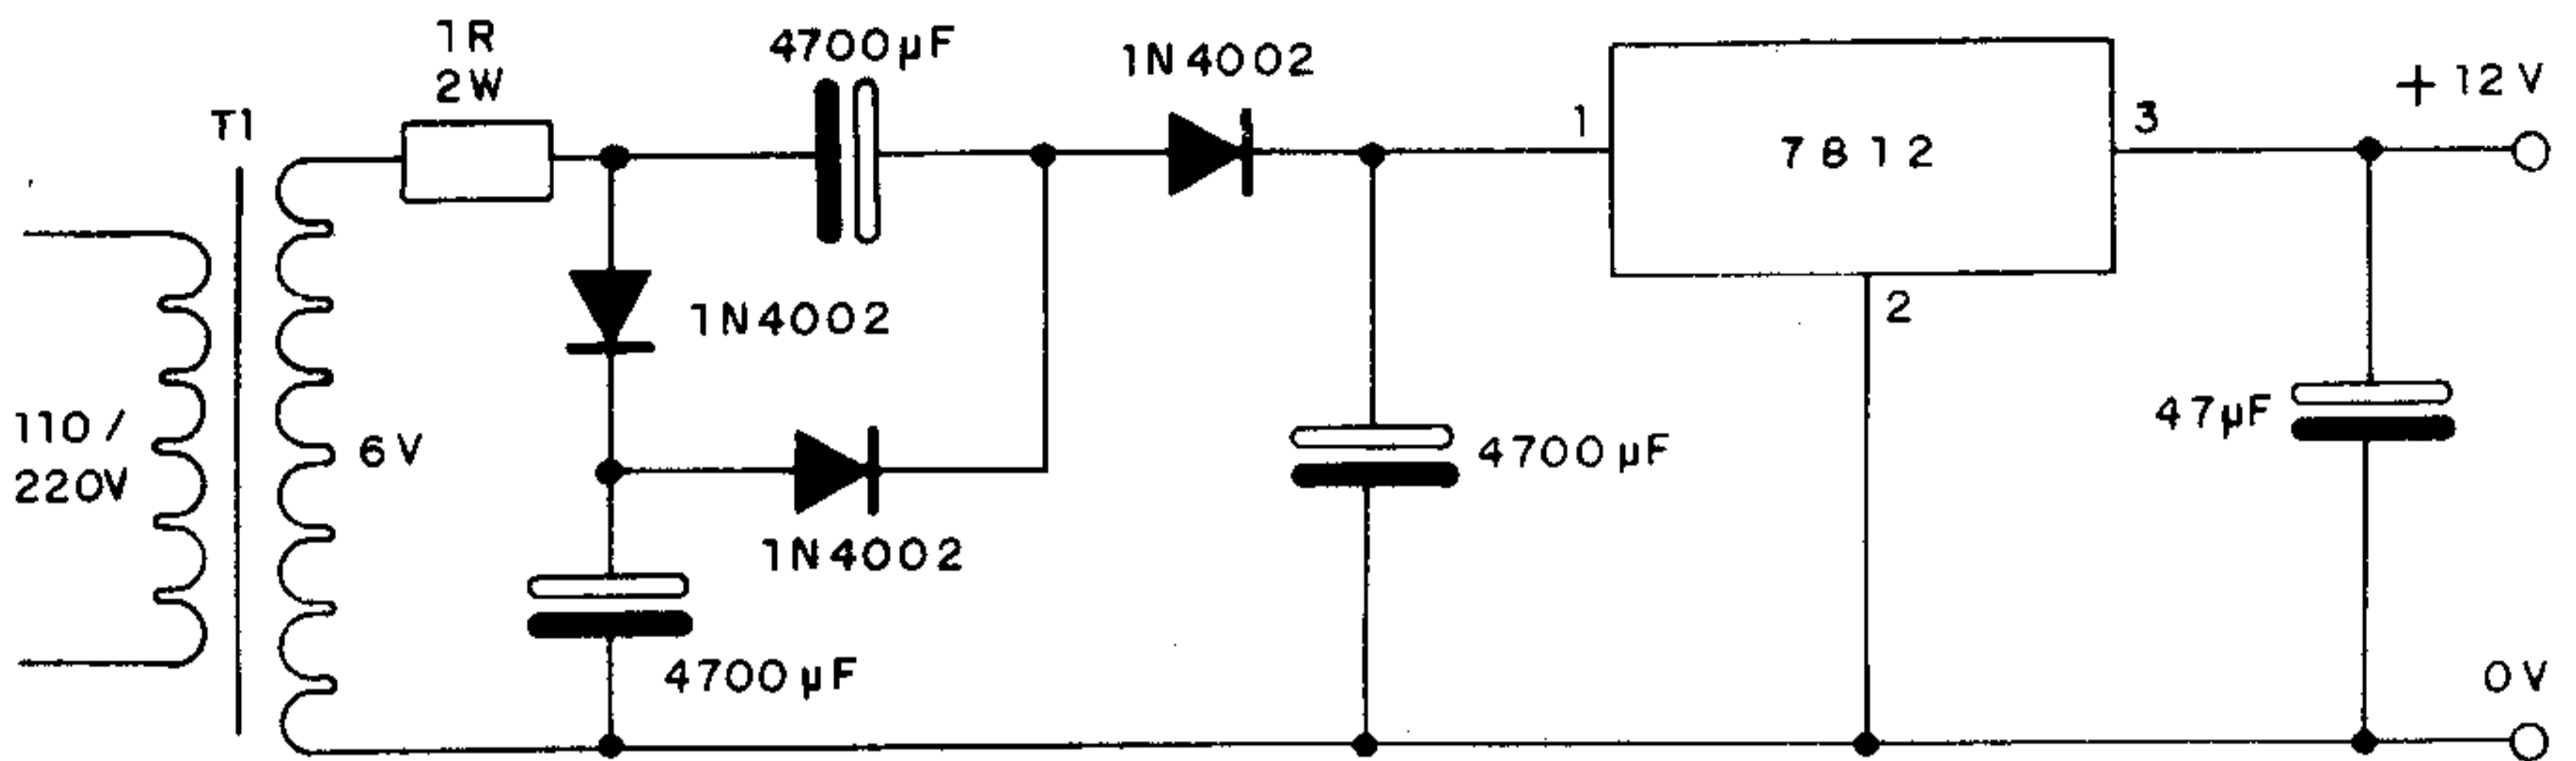 1R
2W
4700µF
1N4002
T1
1
7812
3
+12V
2
1N4002
110/
220V
6V
47µF
4700µF
1N4002
4700µF
0V